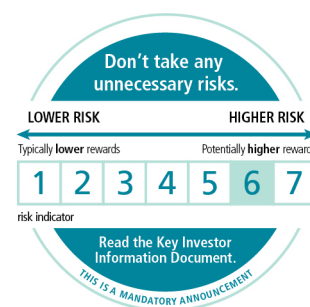 Don't take any
unnecessary risks.
LOWER RISK HIGHER RISK
Typically lower rewards Potentially higher reward
1 2 3 4 5 6 7
risk indicator
Read the Key Investor
Information Document.
THIS IS A MANDATORY ANNOUNCEMENT